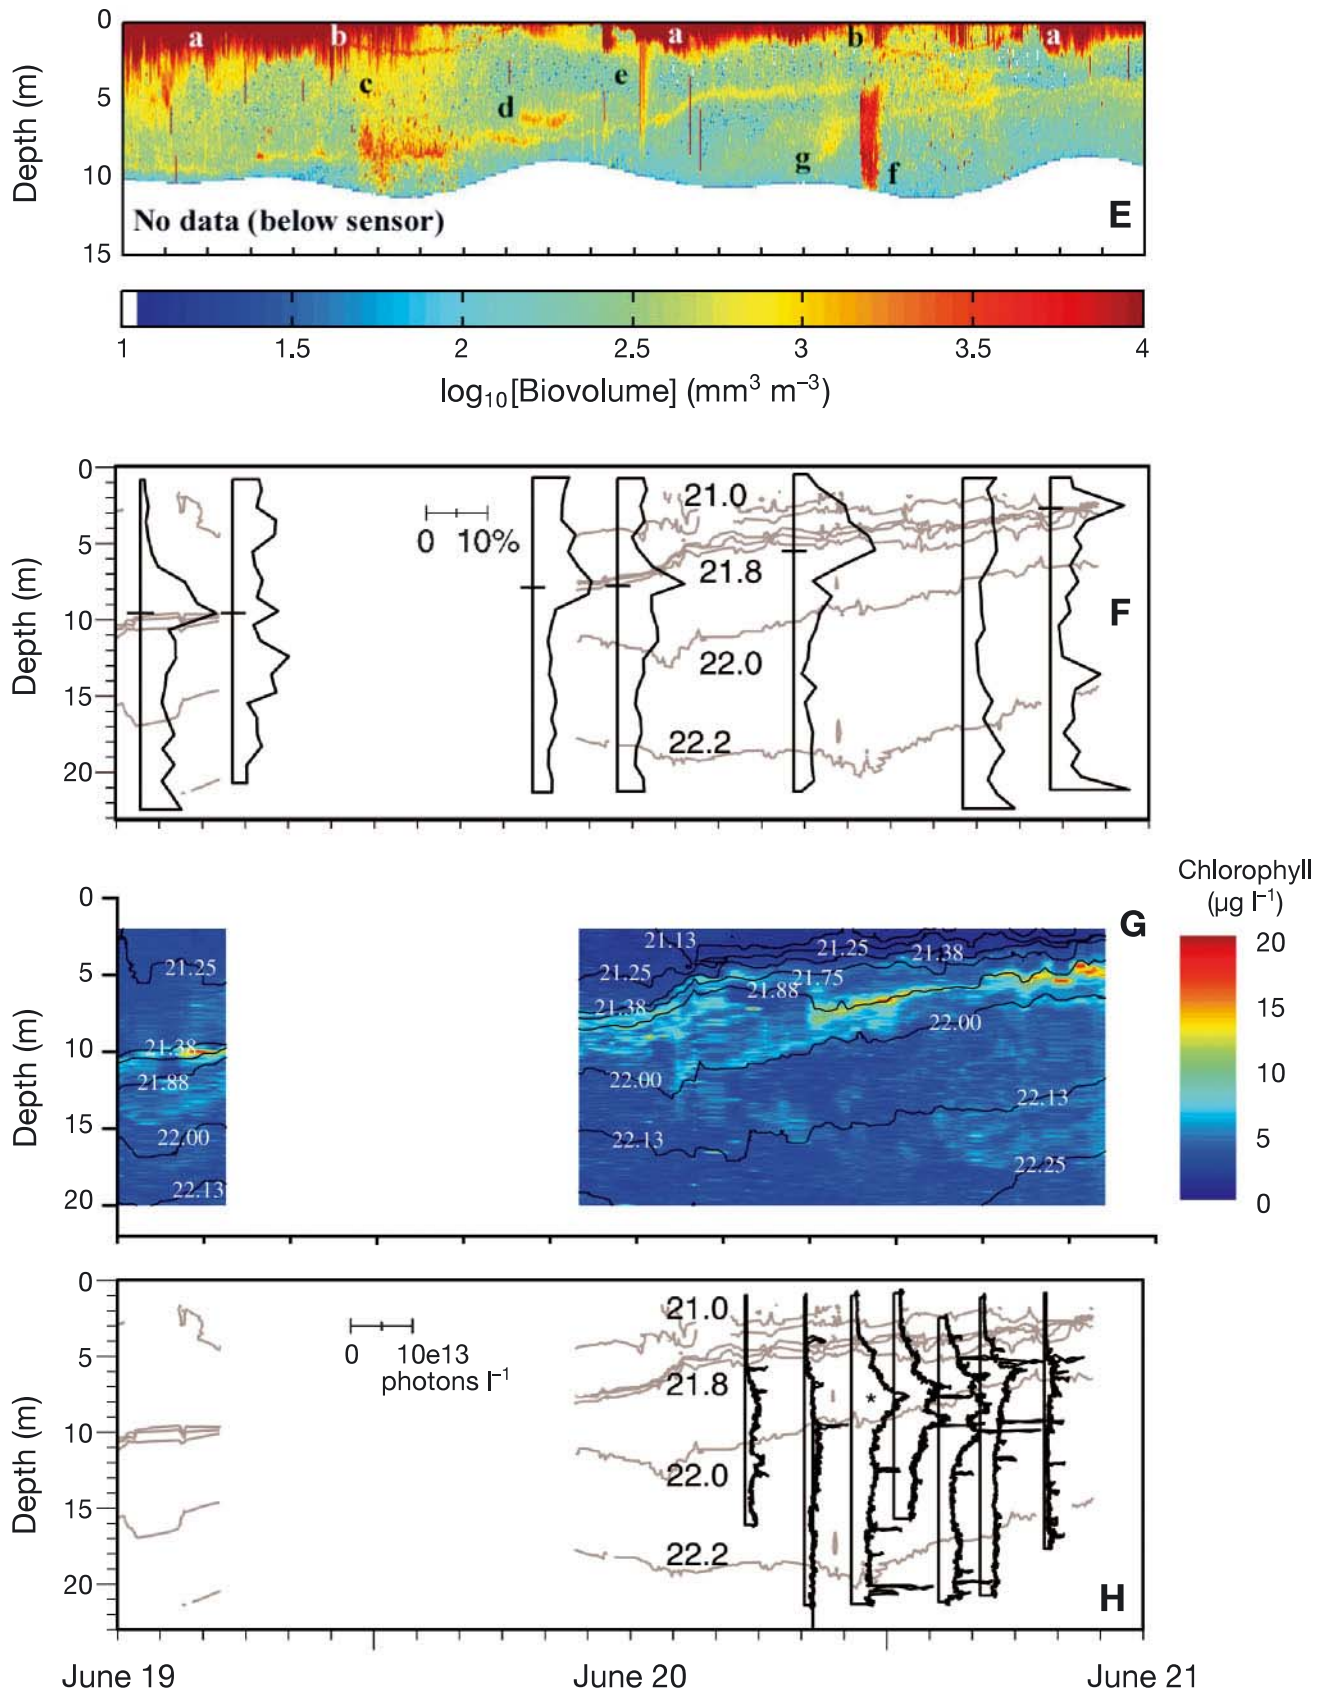 0
a
b
a
b
a
c
e
d
5
g
f
10
Depth (m)
No data (below sensor)
E
15
1
1.5
2
2.5
3
3.5
4
log₁₀[Biovolume] (mm³ m⁻³)
0
21.0
0 10%
5
21.8
Depth (m)
10
F
22.0
15
22.2
20
Chlorophyll
(µg l⁻¹)
0
G
21.13
21.25
21.38
20
21.25
21.25
21.75
5
21.88
21.38
15
Depth (m)
21.38
22.00
10
21.88
22.00
10
22.13
15
22.00
22.13
5
22.25
22.13
20
0
0
21.0
0 10e13
photons l⁻¹
5
21.8
*
Depth (m)
10
22.0
15
22.2
20
H
June 19
June 20
June 21